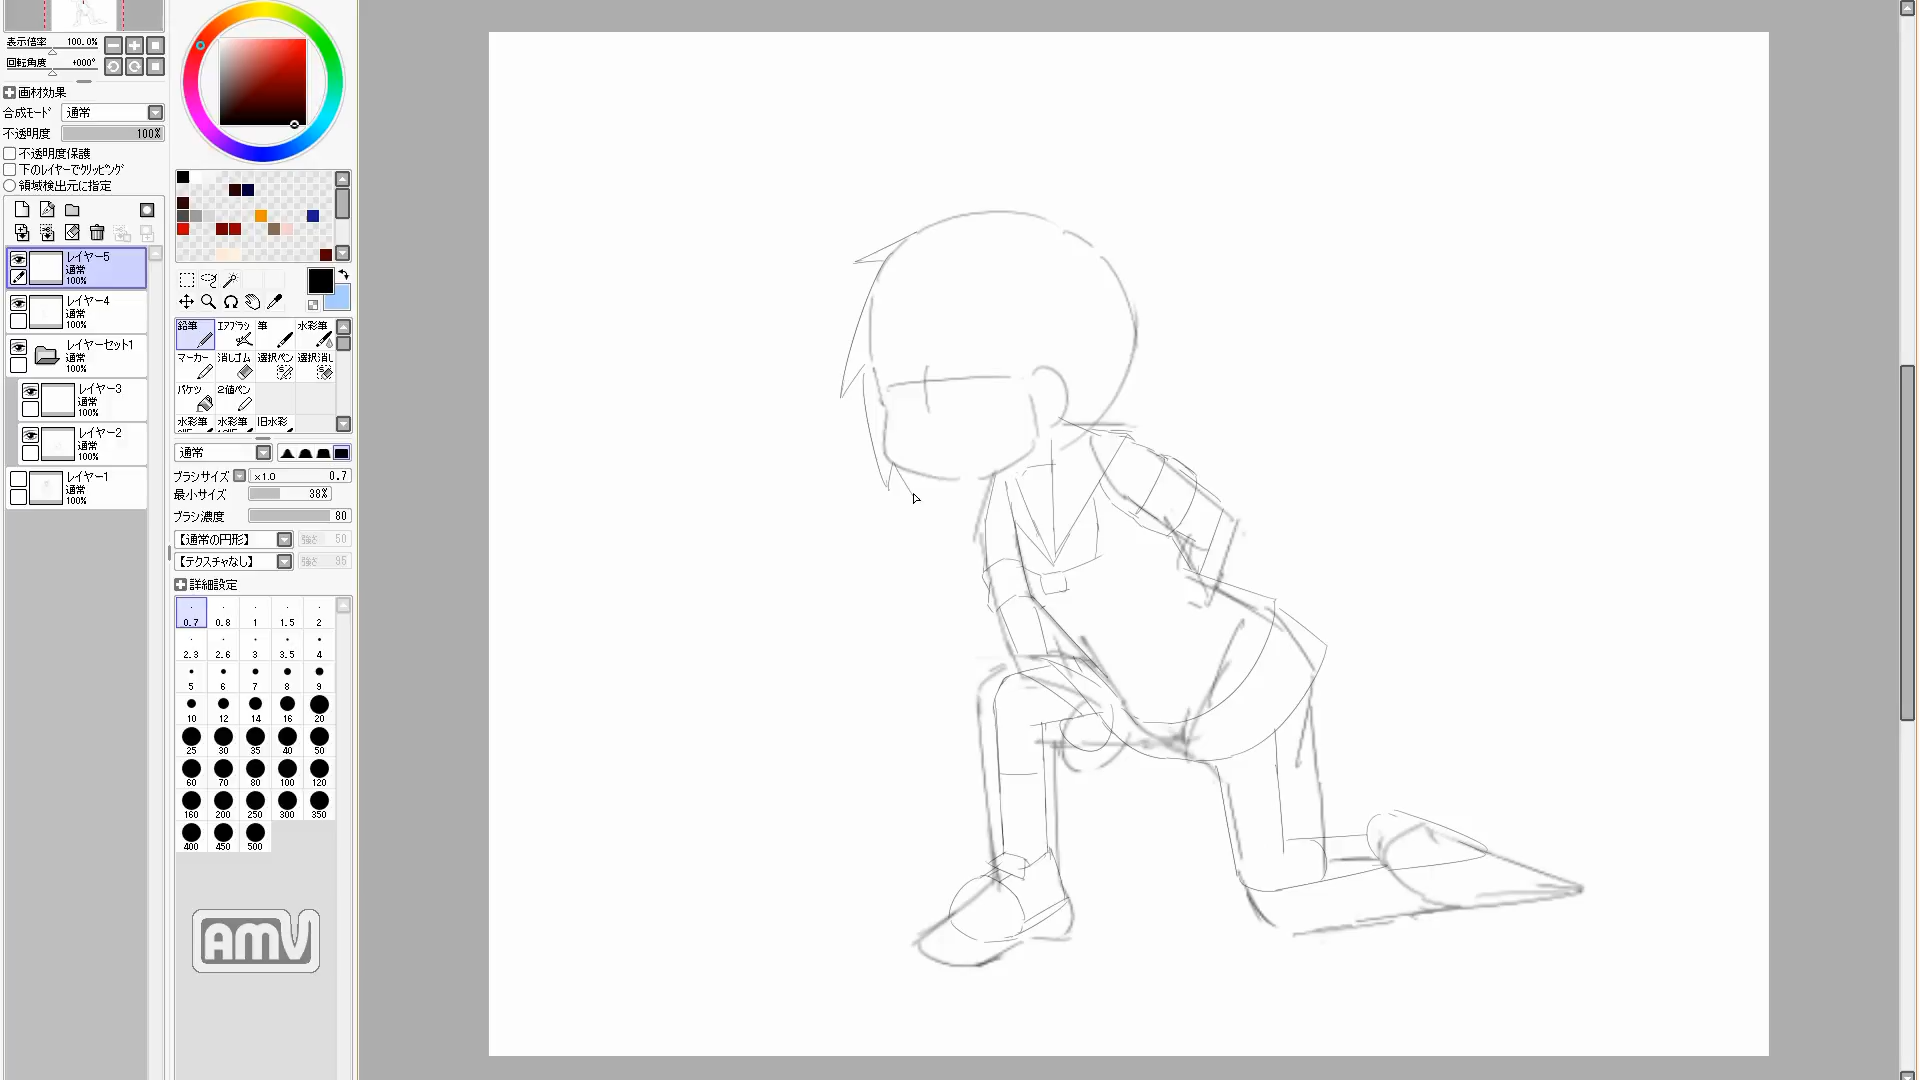 表示倍率 100.0%
回転角度 +000°
画材効果
合成モード 通常
不透明度 100%
不透明度保護
下のレイヤーでクリッピング
領域検出元に指定
レイヤー5
通常
100%
レイヤー4
通常
100%
レイヤーセット1
通常
100%
レイヤー3
通常
100%
レイヤー2
通常
100%
レイヤー1
通常
100%
鉛筆 エアブラシ 筆 水彩筆
マーカー 消しゴム 選択ペン 選択消し
バケツ 2値ペン
水彩筆 水彩筆 旧水彩
通常
ブラシサイズ x1.0 0.7
最小サイズ 38%
ブラシ濃度 80
【通常の円形】 強さ 50
【テクスチャなし】 強さ 95
詳細設定
0.7 0.8 1 1.5 2
2.3 2.6 3 3.5 4
5 6 7 8 9
10 12 14 16 20
25 30 35 40 50
60 70 80 100 120
160 200 250 300 350
400 450 500
AMV